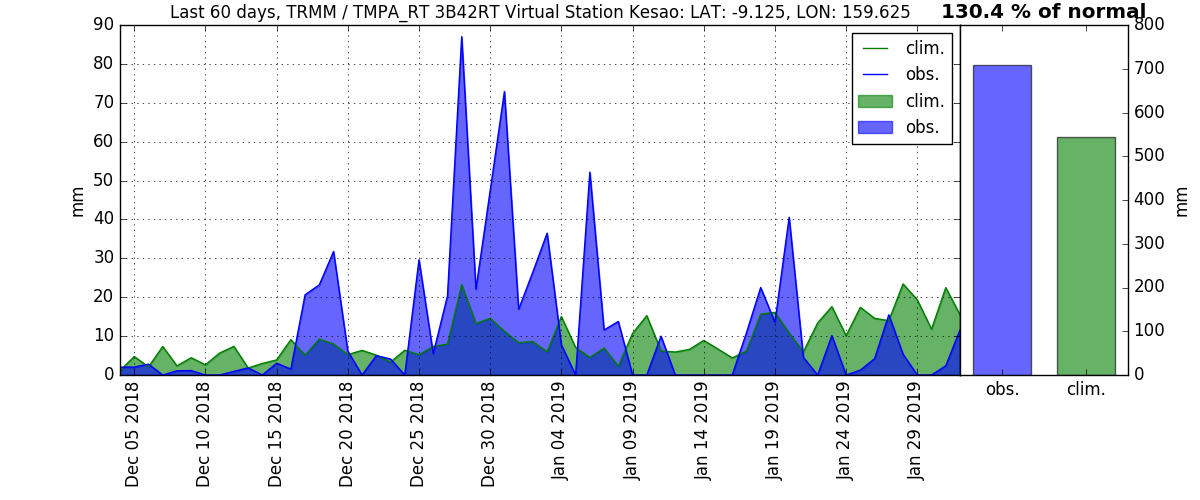 Last 60 days, TRMM / TMPA_RT 3B42RT Virtual Station Kesao: LAT: -9.125, LON: 159.625
130.4 % of normal
90
80
70
60
50
40
30
20
10
0
mm
clim.
obs.
clim.
obs.
Dec 05 2018
Dec 10 2018
Dec 15 2018
Dec 20 2018
Dec 25 2018
Dec 30 2018
Jan 04 2019
Jan 09 2019
Jan 14 2019
Jan 19 2019
Jan 24 2019
Jan 29 2019
800
700
600
500
400
300
200
100
0
mm
obs.
clim.